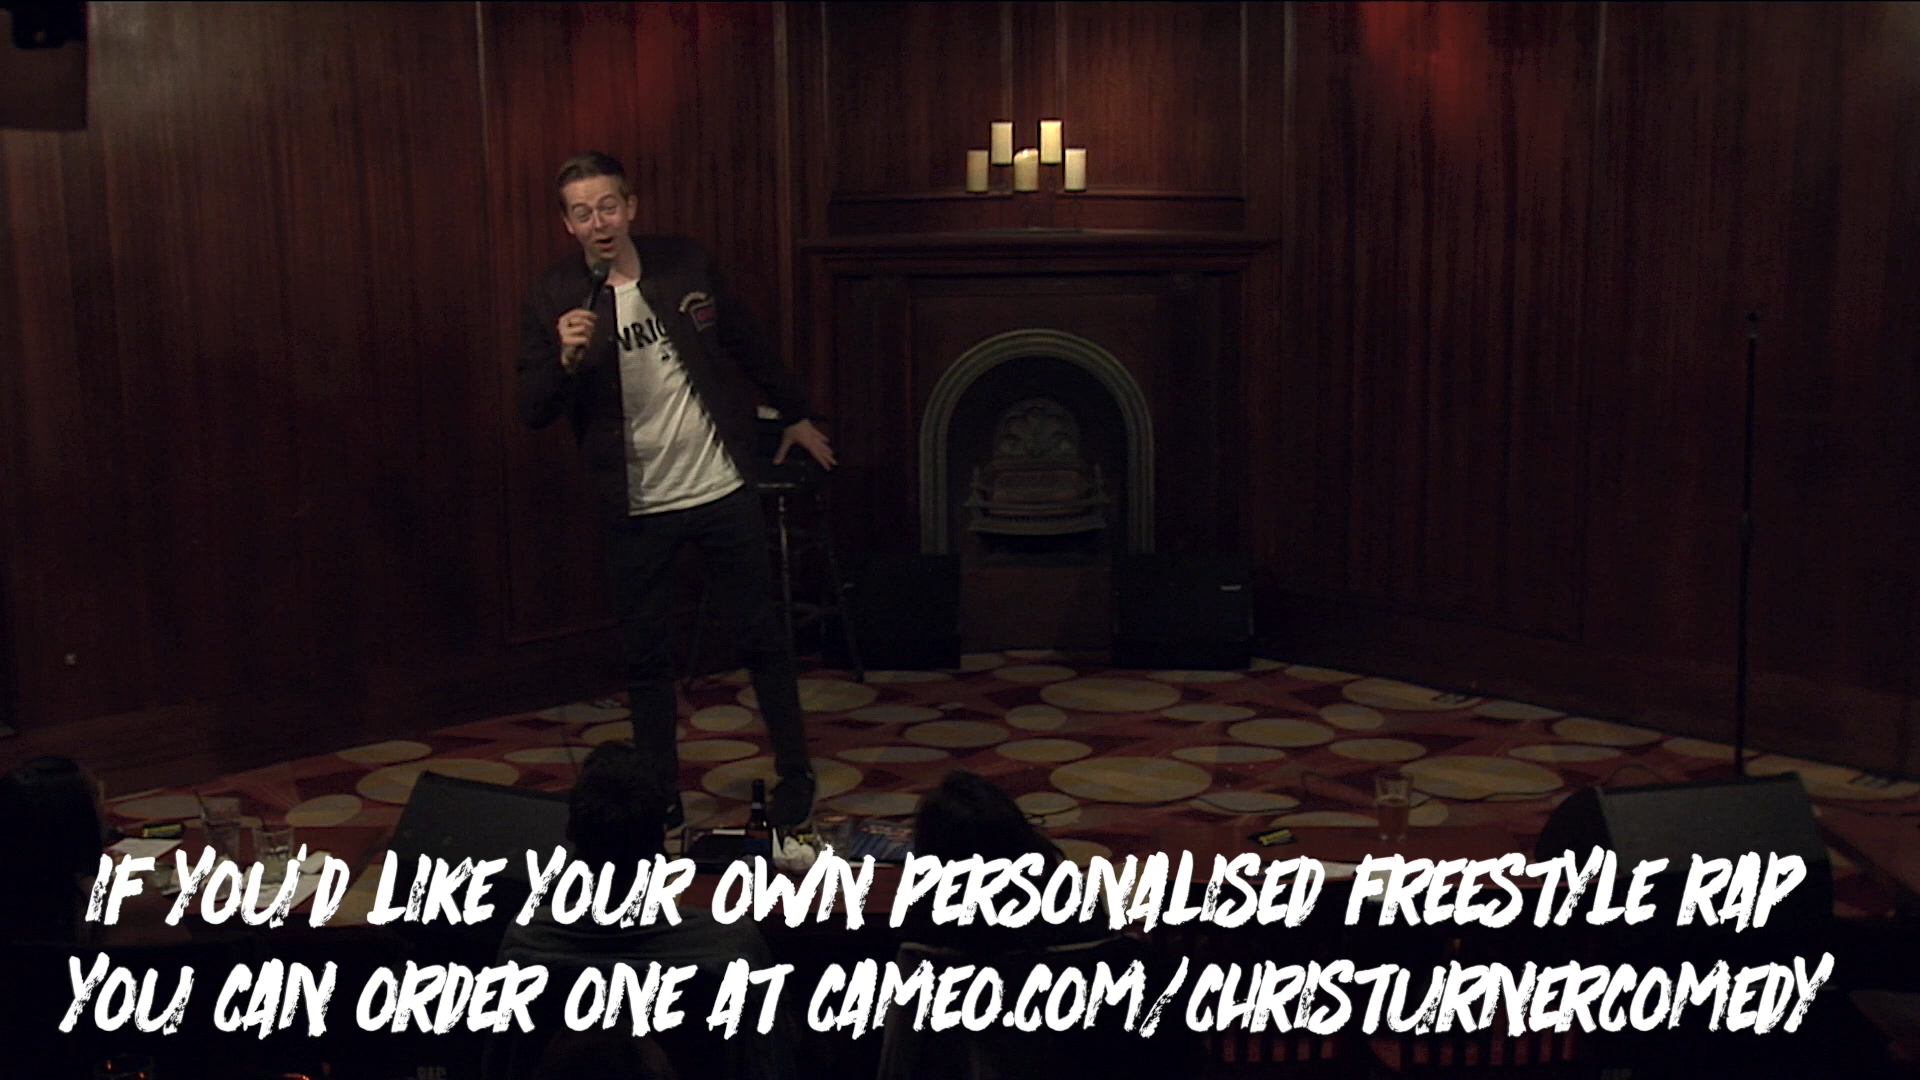 IF YOU'D LIKE YOUR OWN PERSONALISED FREESTYLE RAP
YOU CAN ORDER ONE AT CAMEO.COM/CHRISTURNERCOMEDY